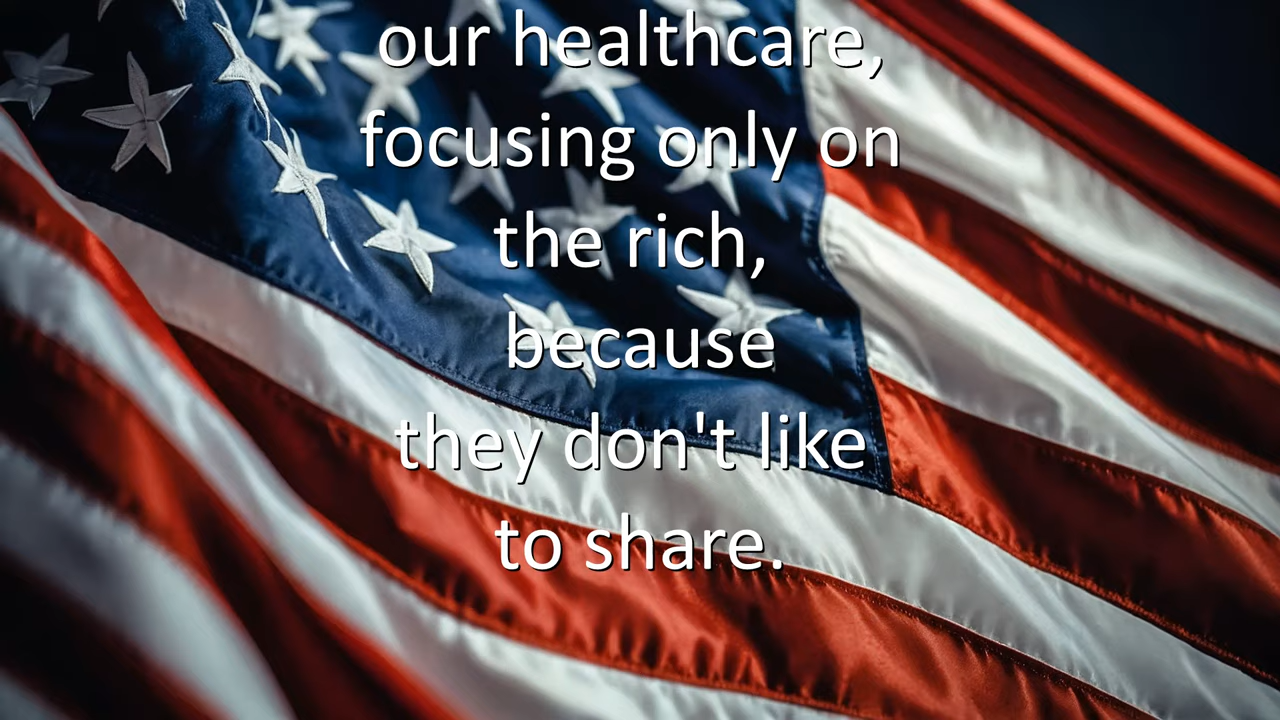 our healthcare,
focusing only on
the rich,
because
they don't like
to share.